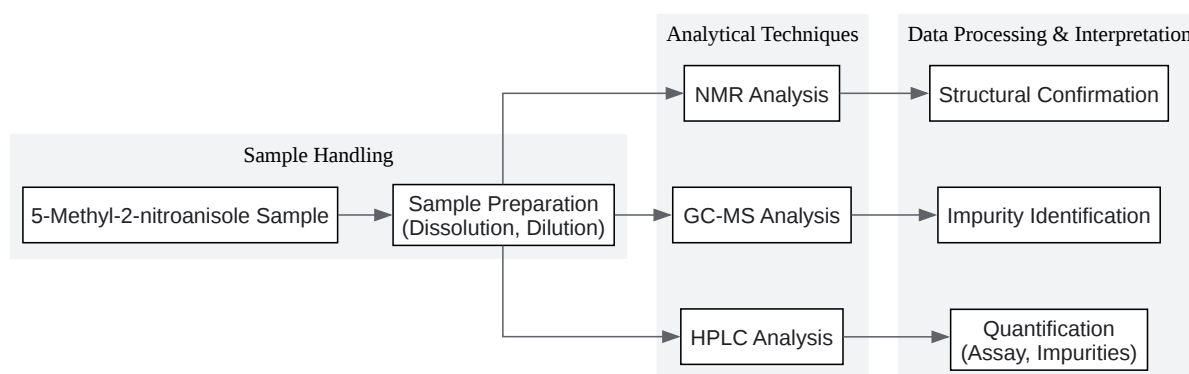 Analytical Techniques
Data Processing & Interpretation
NMR Analysis
Structural Confirmation
Sample Handling
5-Methyl-2-nitroanisole Sample
Sample Preparation
(Dissolution, Dilution)
GC-MS Analysis
Impurity Identification
HPLC Analysis
Quantification
(Assay, Impurities)